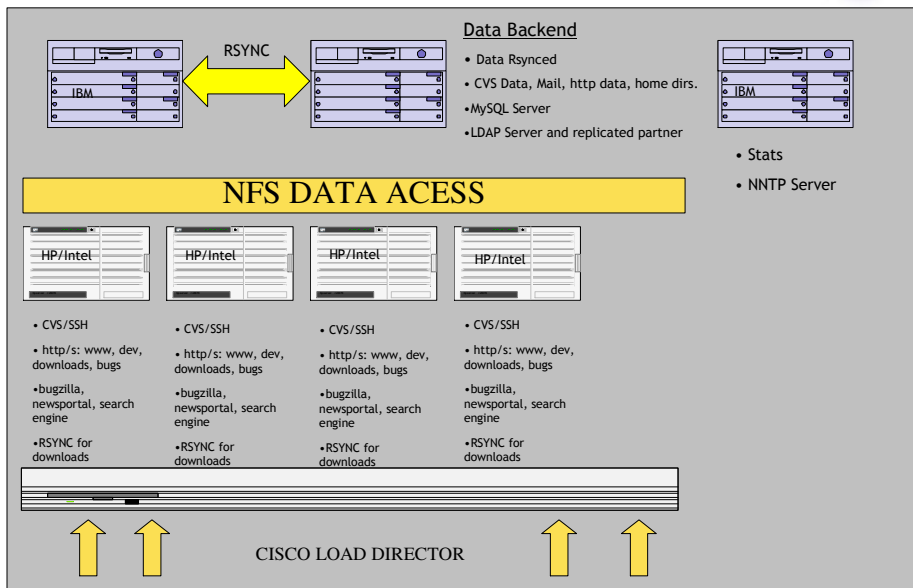 RSYNC
IBM
Data Backend
• Data Rsynced
• CVS Data, Mail, http data, home dirs.
•MySQL Server
•LDAP Server and replicated partner
IBM
• Stats
• NNTP Server
NFS DATA ACESS
HP/Intel
HP/Intel
HP/Intel
HP/Intel
• CVS/SSH
• http/s: www, dev,
downloads, bugs
•bugzilla,
newsportal, search
engine
•RSYNC for
downloads
• CVS/SSH
• http/s: www, dev,
downloads, bugs
•bugzilla,
newsportal, search
engine
•RSYNC for
downloads
• CVS/SSH
• http/s: www, dev,
downloads, bugs
•bugzilla,
newsportal, search
engine
•RSYNC for
downloads
• CVS/SSH
• http/s: www, dev,
downloads, bugs
•bugzilla,
newsportal, search
engine
•RSYNC for
downloads
CISCO LOAD DIRECTOR